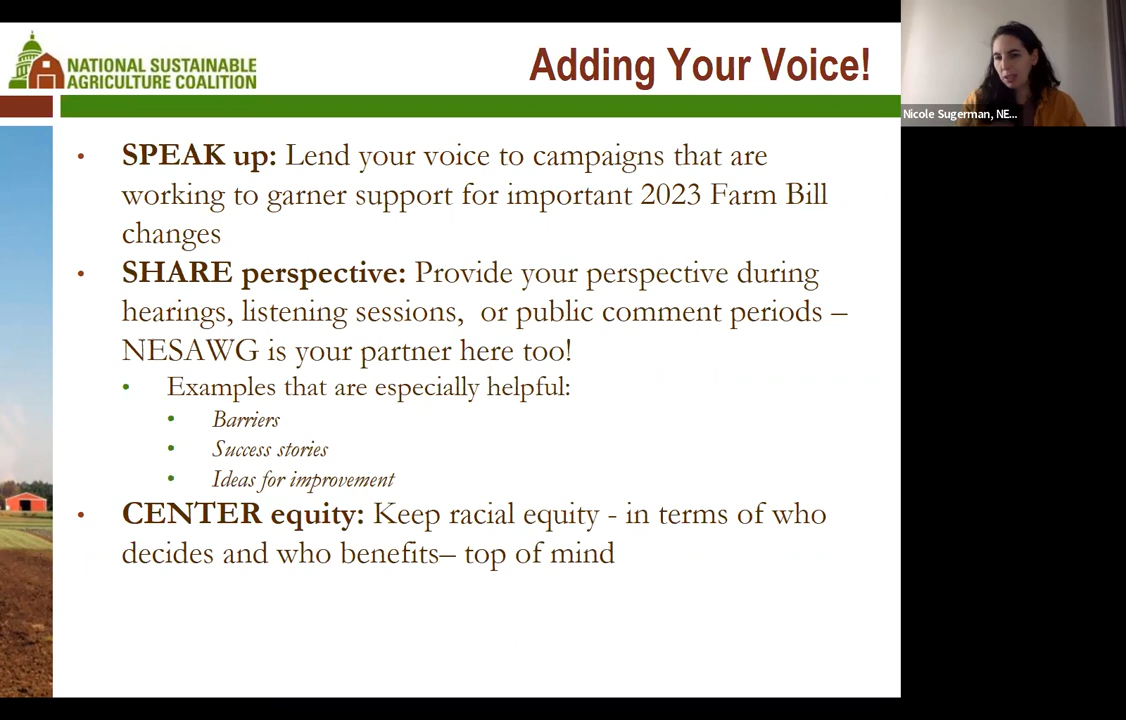 NATIONAL SUSTAINABLE
AGRICULTURE COALITION
Adding Your Voice!
Nicole Sugerman, NE...
• SPEAK up: Lend your voice to campaigns that are
working to garner support for important 2023 Farm Bill
changes
• SHARE perspective: Provide your perspective during
hearings, listening sessions,  or public comment periods –
NESAWG is your partner here too!
• Examples that are especially helpful:
• Barriers
• Success stories
• Ideas for improvement
• CENTER equity: Keep racial equity - in terms of who
decides and who benefits– top of mind